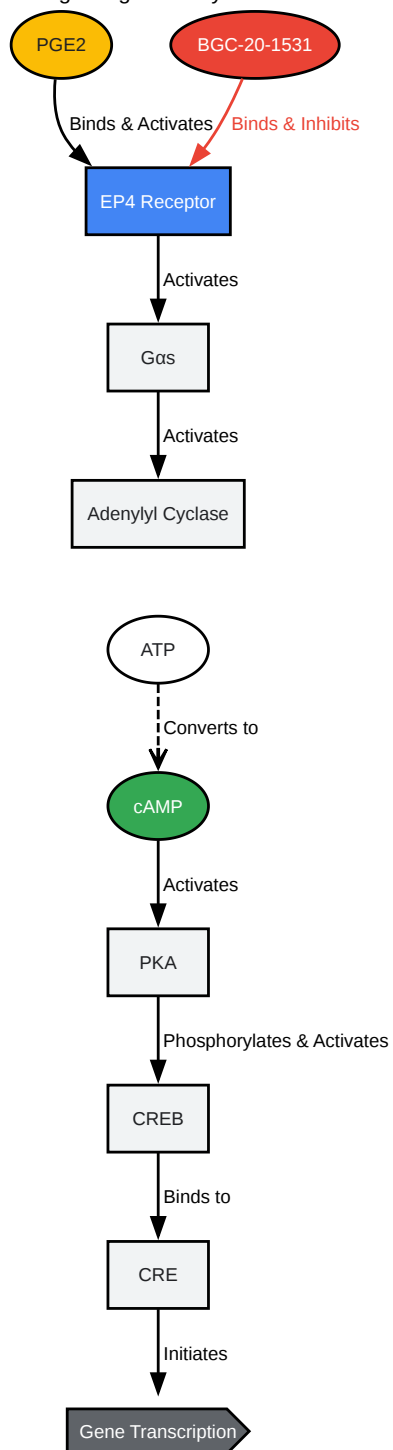 PGE2
BGC-20-1531
Binds & Activates
Binds & Inhibits
EP4 Receptor
Activates
Gαs
Activates
Adenylyl Cyclase
ATP
Converts to
cAMP
Activates
PKA
Phosphorylates & Activates
CREB
Binds to
CRE
Initiates
Gene Transcription